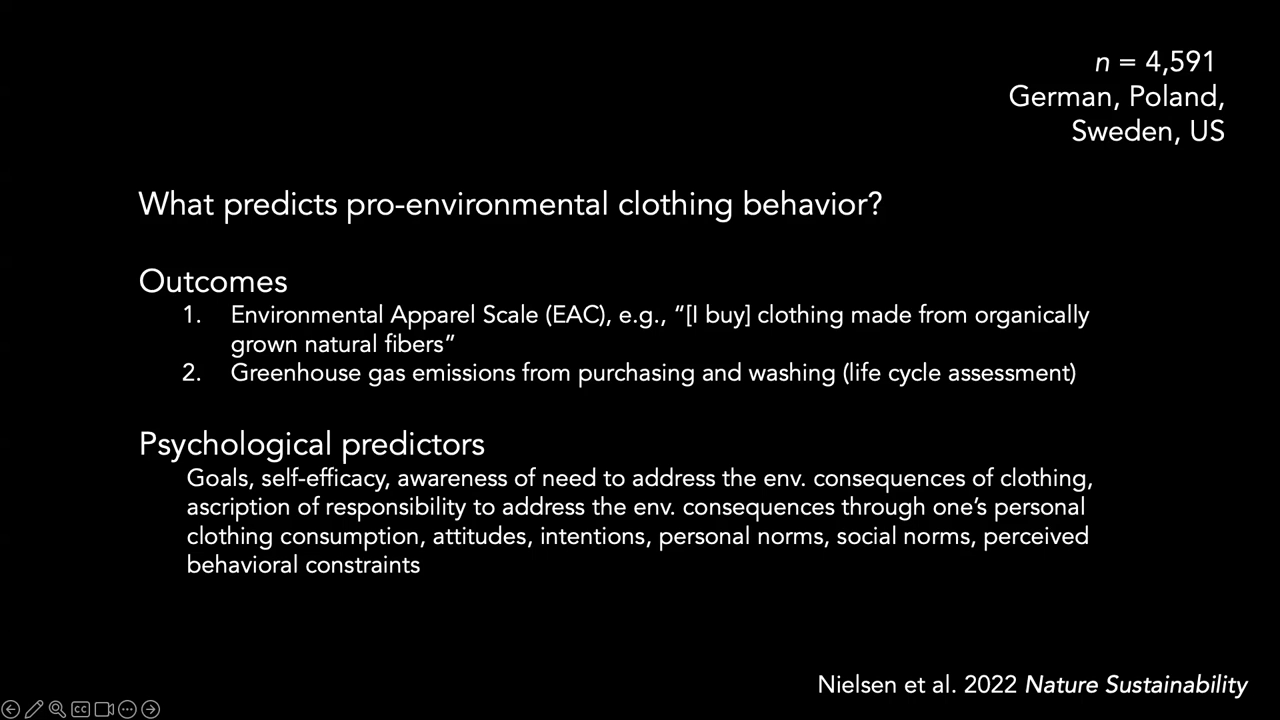 n = 4,591
German, Poland,
Sweden, US
What predicts pro-environmental clothing behavior?
Outcomes
1. Environmental Apparel Scale (EAC), e.g., “[I buy] clothing made from organically
grown natural fibers”
2. Greenhouse gas emissions from purchasing and washing (life cycle assessment)
Psychological predictors
Goals, self-efficacy, awareness of need to address the env. consequences of clothing,
ascription of responsibility to address the env. consequences through one’s personal
clothing consumption, attitudes, intentions, personal norms, social norms, perceived
behavioral constraints
Nielsen et al. 2022 Nature Sustainability
CC